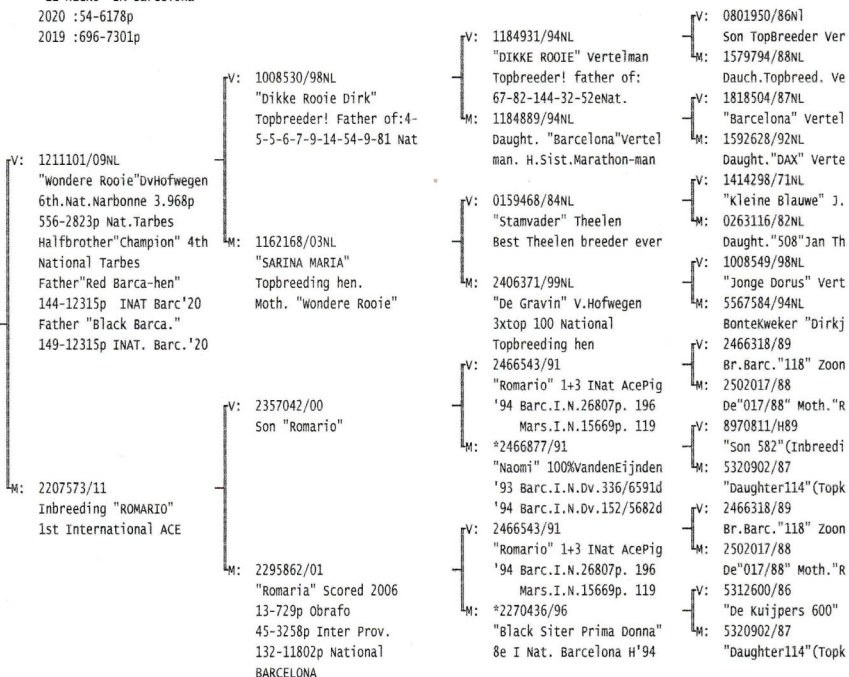 2020 :54-6178p
2019 :696-7301p
V: 1211101/09NL
"Wondere Rooie"DvHofwegen
6th.Nat.Narbonne 3.968p
556-2823p Nat.Tarbes
Halfbrother"Champion" 4th
National Tarbes
Father"Red Barca-hen"
144-12315p INAT Barc'20
Father "Black Barca."
149-12315p INAT. Barc.'20
M: 2207573/11
Inbreeding "ROMARIO"
1st International ACE
V: 1008530/98NL
"Dikke Rooie Dirk"
Topbreeder! Father of:4-
5-5-6-7-9-14-54-9-81 Nat
M: 1162168/03NL
"SARINA MARIA"
Topbreeding hen.
Moth. "Wondere Rooie"
V: 2357042/00
Son "Romario"
M: 2295862/01
"Romaria" Scored 2006
13-729p Obrafo
45-3258p Inter Prov.
132-11802p National
BARCELONA
V: 1184931/94NL
"DIKKE ROOIE" Vertelman
Topbreeder! father of:
67-82-144-32-52eNat.
M: 1184889/94NL
Daught. "Barcelona"Vertel
man. H.Sist.Marathon-man
V: 0159468/84NL
"Stamvader" Theelen
Best Theelen breeder ever
M: 2406371/99NL
"De Gravin" V.Hofwegen
3xtop 100 National
Topbreeding hen
V: 2466543/91
"Romario" 1+3 INat AcePig
'94 Barc.I.N.26807p. 196
Mars.I.N.15669p. 119
M: *2466877/91
"Naomi" 100%VandenEijnden
'93 Barc.I.N.Dv.336/6591d
'94 Barc.I.N.Dv.152/5682d
V: 2466543/91
"Romario" 1+3 INat AcePig
'94 Barc.I.N.26807p. 196
Mars.I.N.15669p. 119
M: *2270436/96
"Black Siter Prima Donna"
8e I Nat. Barcelona H'94
V: 0801950/86Nl
Son TopBreeder Ver
M: 1579794/88NL
Dauch.Topbreed. Ve
V: 1818504/87NL
"Barcelona" Vertel
M: 1592628/92NL
Daught."DAX" Verte
V: 1414298/71NL
"Kleine Blauwe" J.
M: 0263116/82NL
Daught."508"Jan Th
V: 1008549/98NL
"Jonge Dorus" Vert
M: 5567584/94NL
BonteKweker "Dirkj
V: 2466318/89
Br.Barc."118" Zoon
M: 2502017/88
De"017/88" Moth."R
V: 8970811/H89
"Son 582"(Inbreedi
M: 5320902/87
"Daughter114"(Topk
V: 2466318/89
Br.Barc."118" Zoon
M: 2502017/88
De"017/88" Moth."R
V: 5312600/86
"De Kuijpers 600"
M: 5320902/87
"Daughter114"(Topk